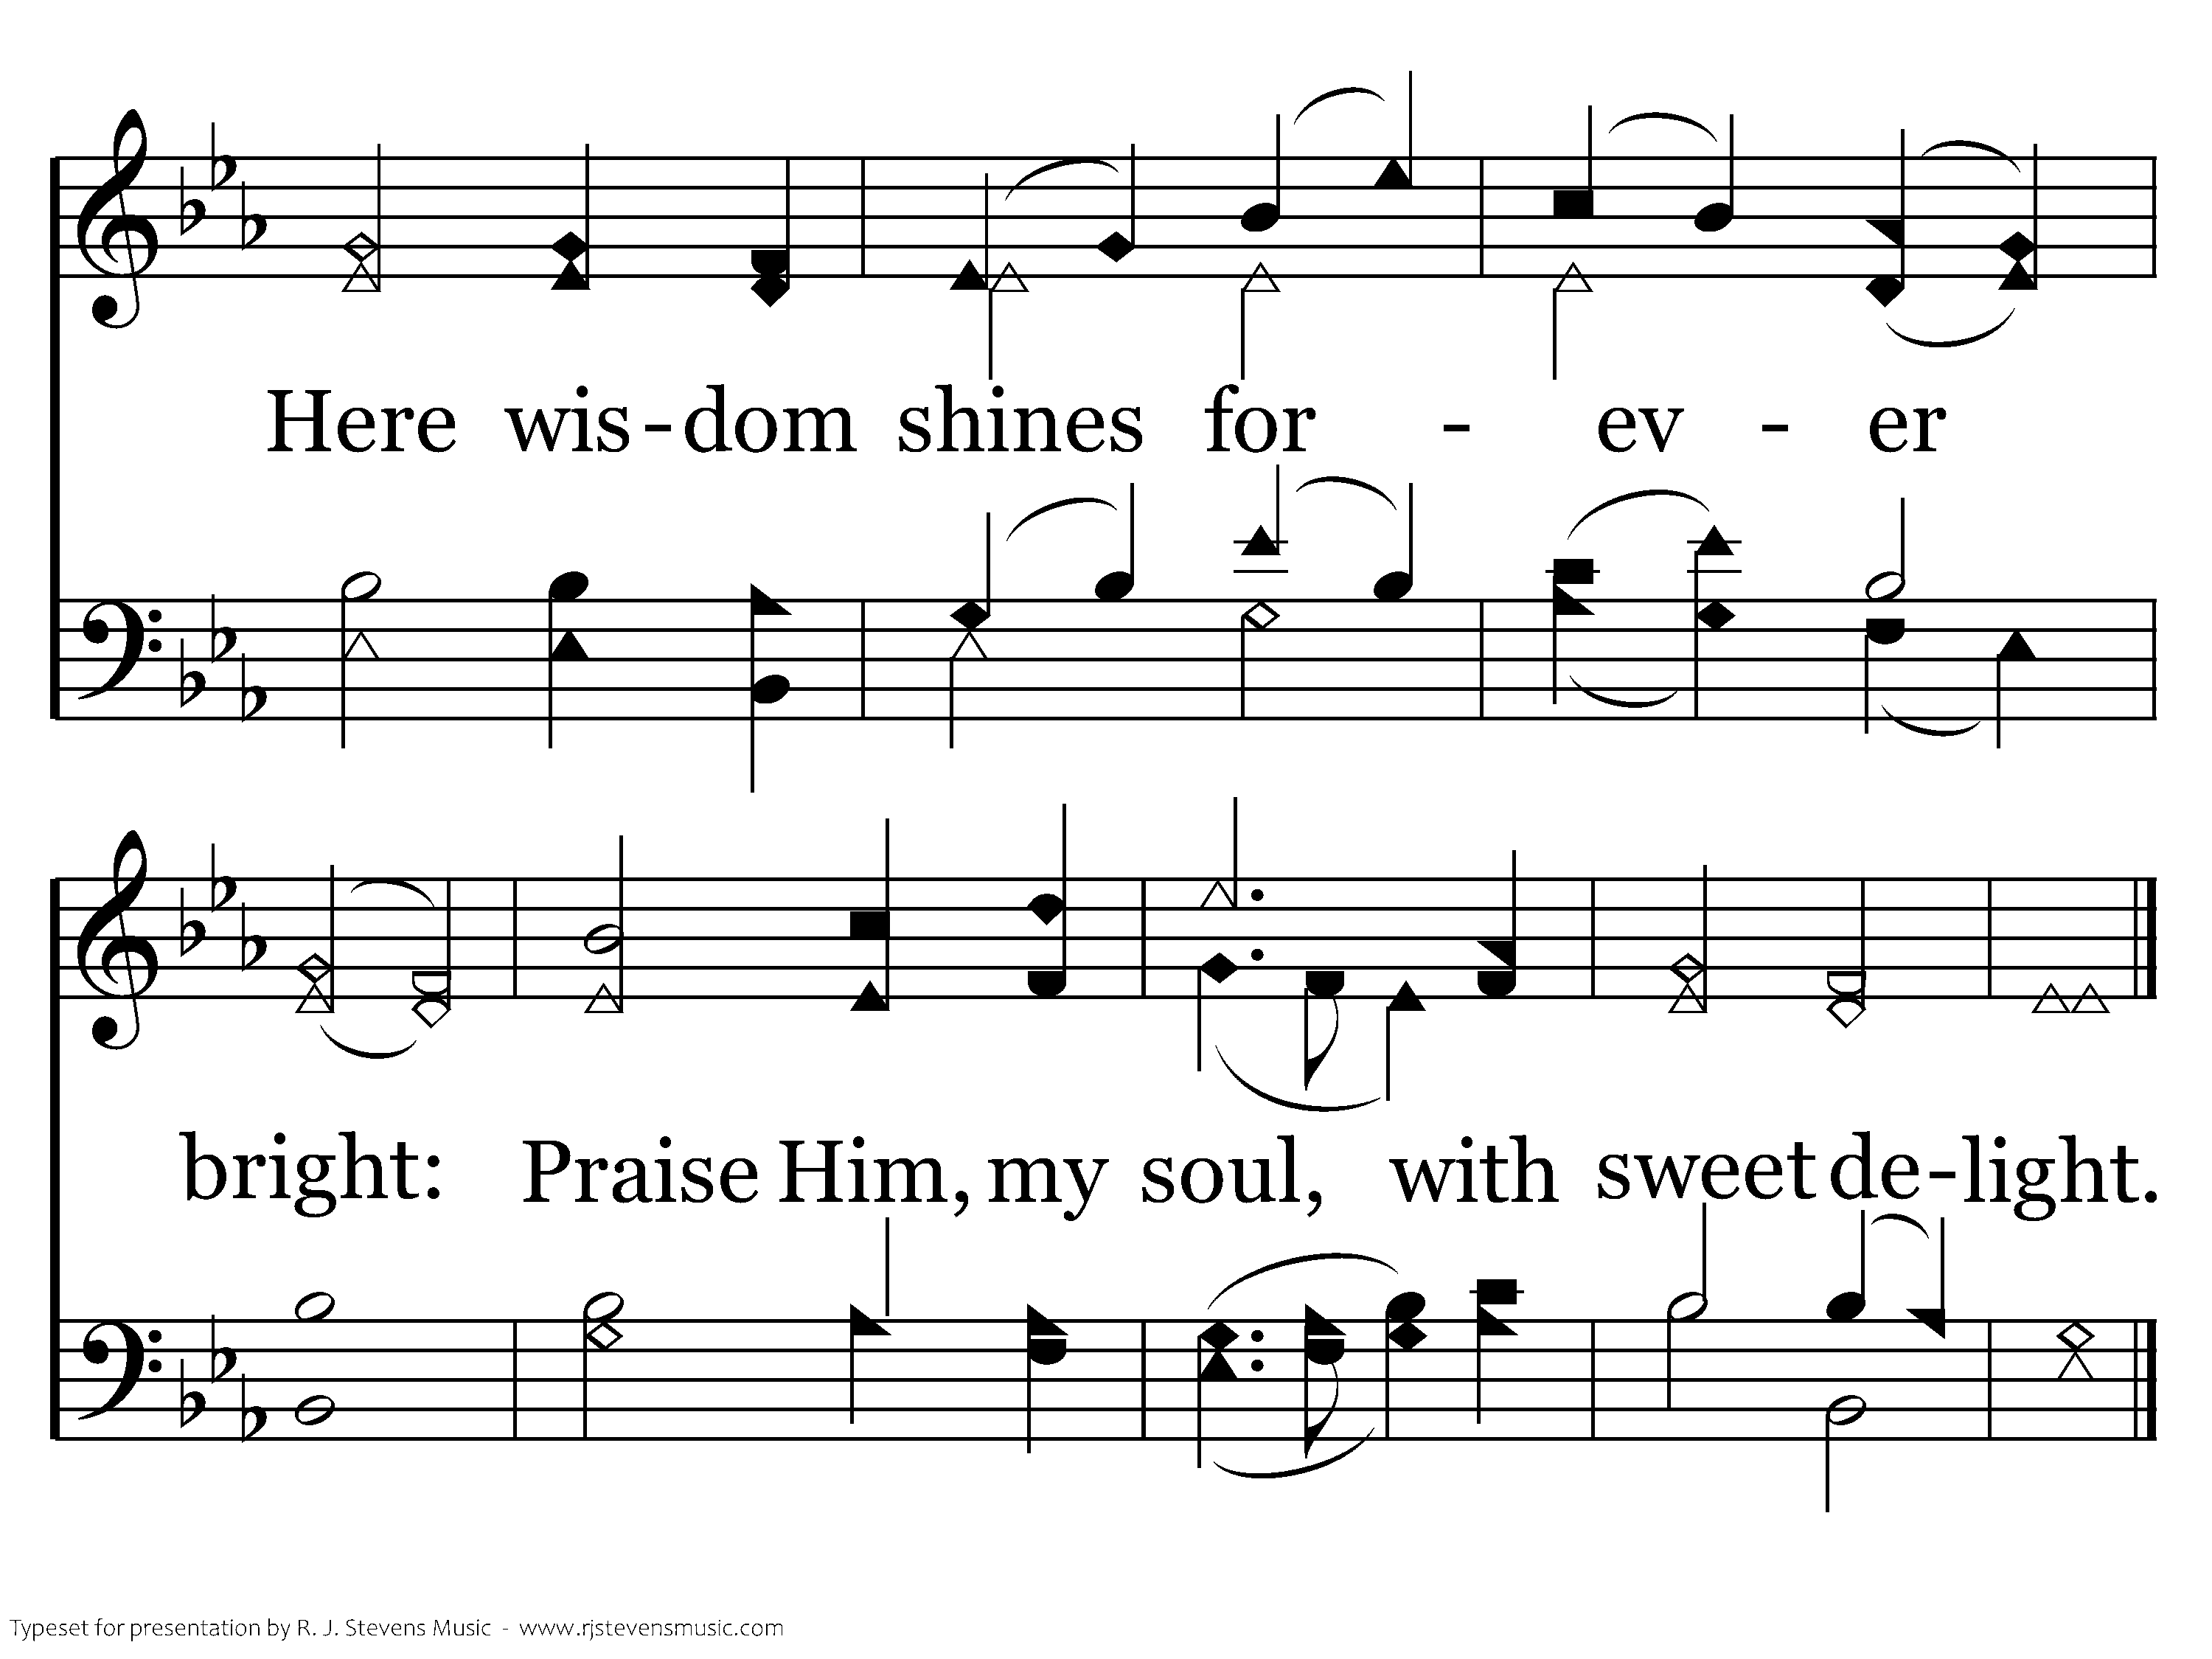 Here wis-dom shines for - ev - er
bright: Praise Him, my soul, with sweet de-light.
Typeset for presentation by R. J. Stevens Music - www.rjstevensmusic.com